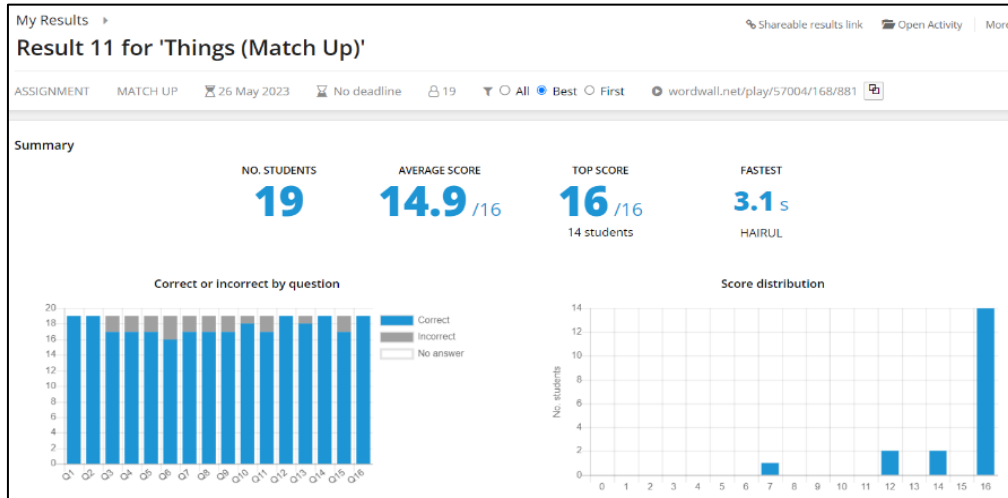 My Results ▸
Shareable results link Open Activity More
Result 11 for 'Things (Match Up)'
ASSIGNMENT MATCH UP 26 May 2023 No deadline 19 All Best First wordwall.net/play/57004/168/881
Summary
NO. STUDENTS AVERAGE SCORE TOP SCORE FASTEST
19 14.9 /16 16 /16 3.1 s
14 students HAIRUL
Correct or incorrect by question
20
18
16
14
12
10
8
6
4
2
0
Q1 Q2 Q3 Q4 Q5 Q6 Q7 Q8 Q9 Q10 Q11 Q12 Q13 Q14 Q15 Q16
Correct
Incorrect
No answer
Score distribution
No. students
14
12
10
8
6
4
2
0
0 1 2 3 4 5 6 7 8 9 10 11 12 13 14 15 16